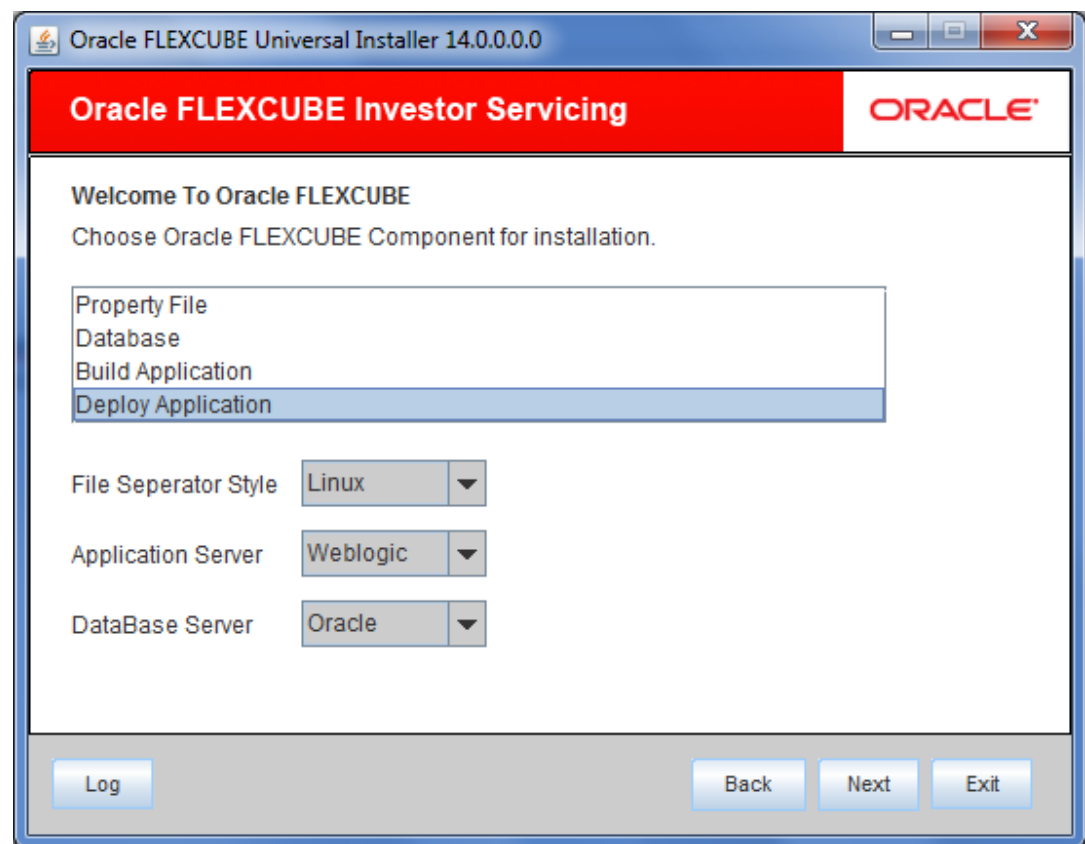 Oracle FLEXCUBE Universal Installer 14.0.0.0.0
Oracle FLEXCUBE Investor Servicing
ORACLE
Welcome To Oracle FLEXCUBE
Choose Oracle FLEXCUBE Component for installation.
Property File
Database
Build Application
Deploy Application
File Seperator Style Linux
Application Server Weblogic
DataBase Server Oracle
Log Back Next Exit